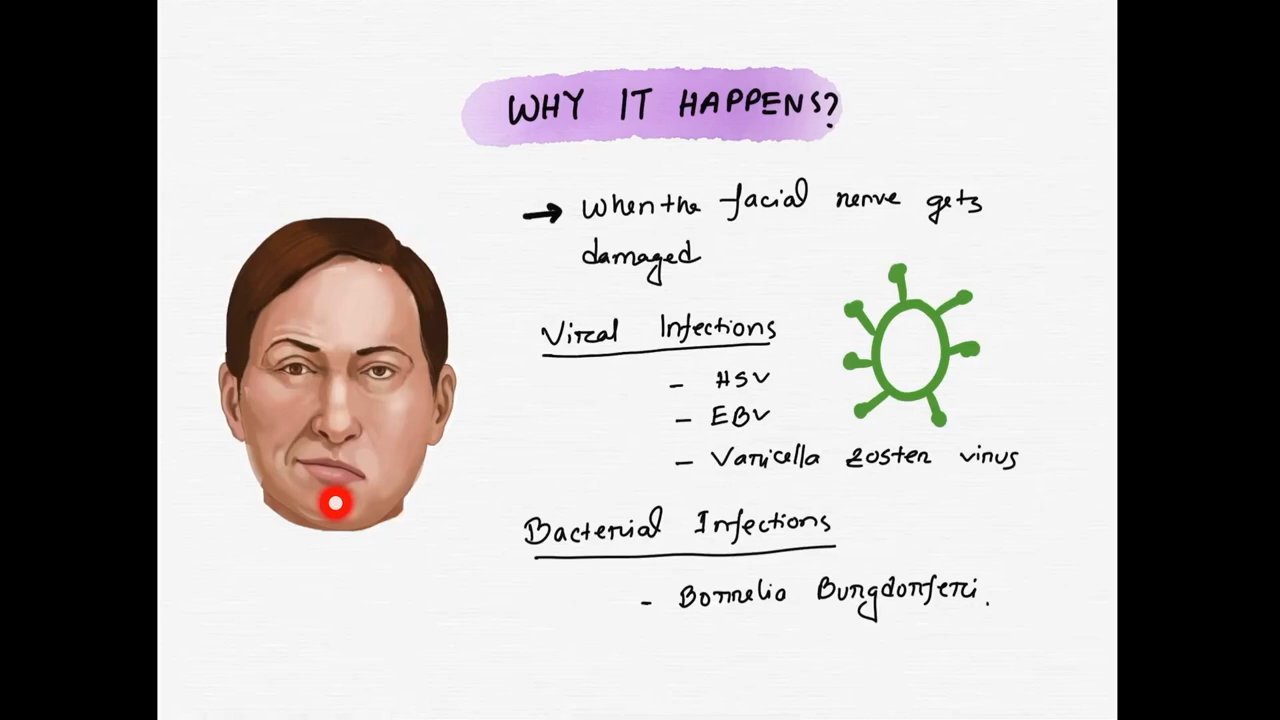 WHY IT HAPPENS?
→ When the facial nerve gets
damaged
Viral Infections
- HSV
- EBV
- Varicella zoster virus
Bacterial Infections
- Borrelia Burgdorferi.